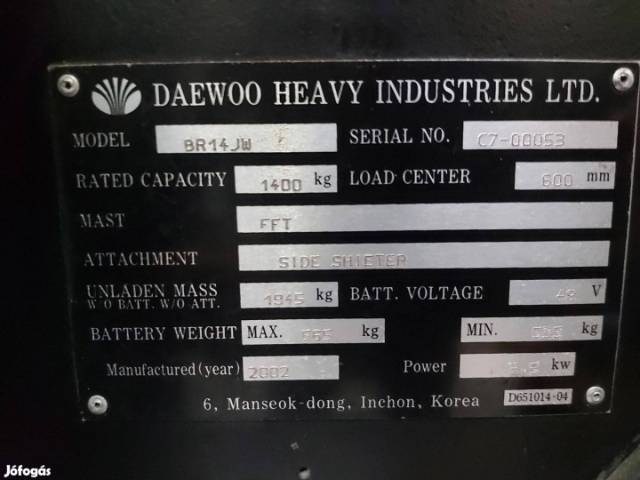 DAEWOO HEAVY INDUSTRIES LTD.
MODEL BR14JW SERIAL NO. C7-00053
RATED CAPACITY 1400 kg LOAD CENTER 600 mm
MAST FFT
ATTACHMENT SIDE SHIFTER
UNLADEN MASS 1945 kg BATT. VOLTAGE 48 V
W/O BATT. W/O ATT.
BATTERY WEIGHT MAX. kg MIN. kg
Manufactured (year) 2002 Power kw
6, Manseok-dong, Inchon, Korea D651014-04
Jófogás